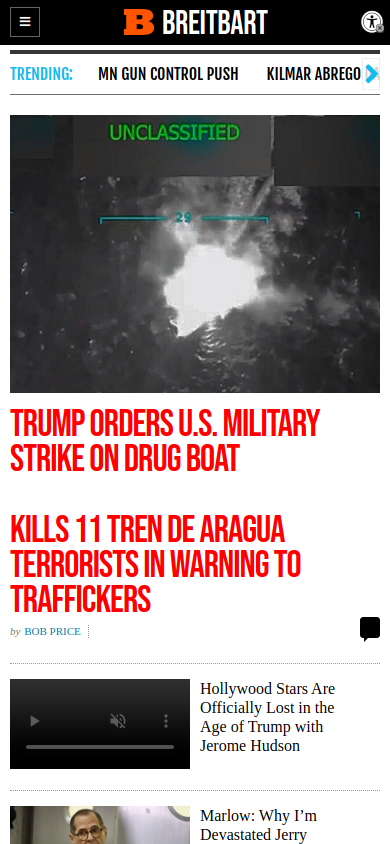 BREITBART
TRENDING:
MN GUN CONTROL PUSH
KILMAR ABREGO
UNCLASSIFIED
29
TRUMP ORDERS U.S. MILITARY
STRIKE ON DRUG BOAT
KILLS 11 TREN DE ARAGUA
TERRORISTS IN WARNING TO
TRAFFICKERS
by BOB PRICE
Hollywood Stars Are
Officially Lost in the
Age of Trump with
Jerome Hudson
Marlow: Why I'm
Devastated Jerry